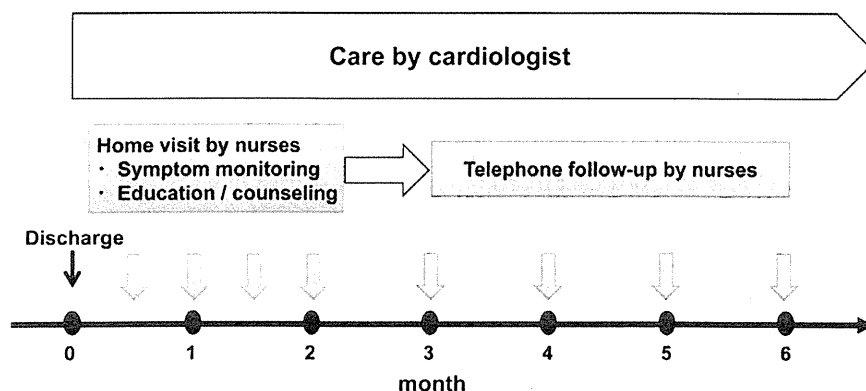 Care by cardiologist
Home visit by nurses
・ Symptom monitoring
・ Education / counseling
Telephone follow-up by nurses
Discharge
0 1 2 3 4 5 6
month